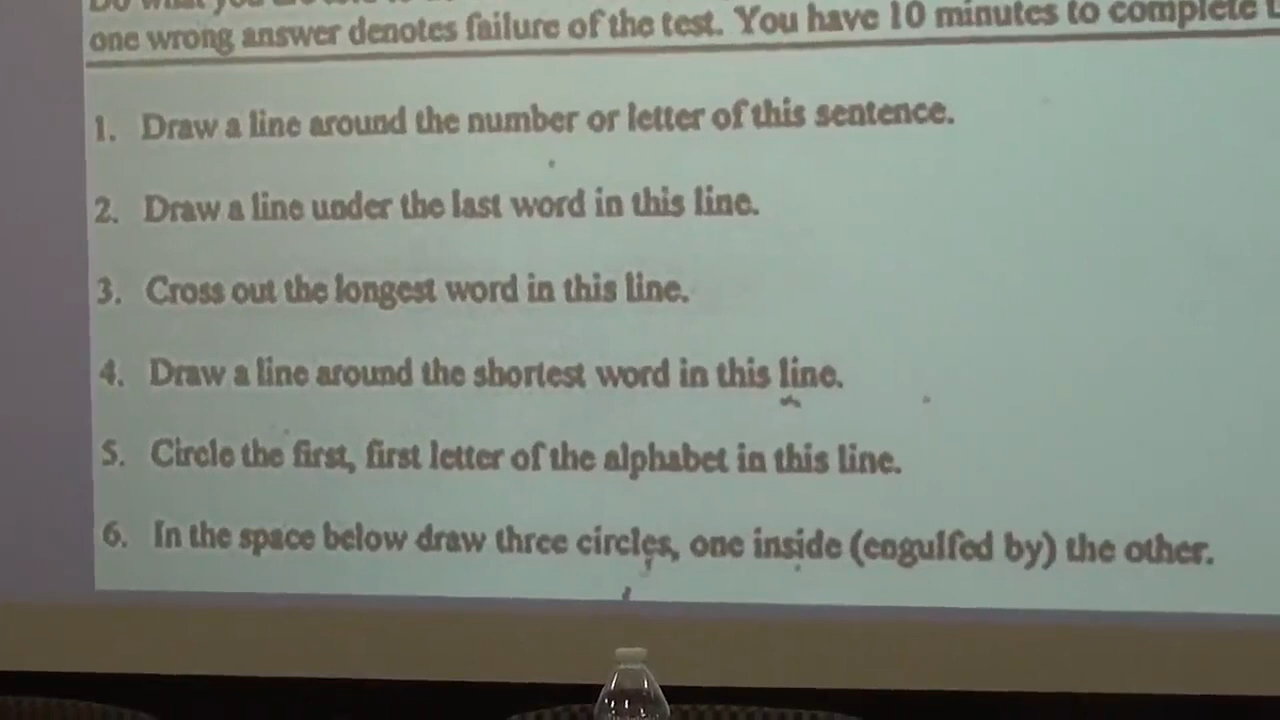 one wrong answer denotes failure of the test. You have 10 minutes to complete
1. Draw a line around the number or letter of this sentence.
2. Draw a line under the last word in this line.
3. Cross out the longest word in this line.
4. Draw a line around the shortest word in this line.
5. Circle the first, first letter of the alphabet in this line.
6. In the space below draw three circles, one inside (engulfed by) the other.